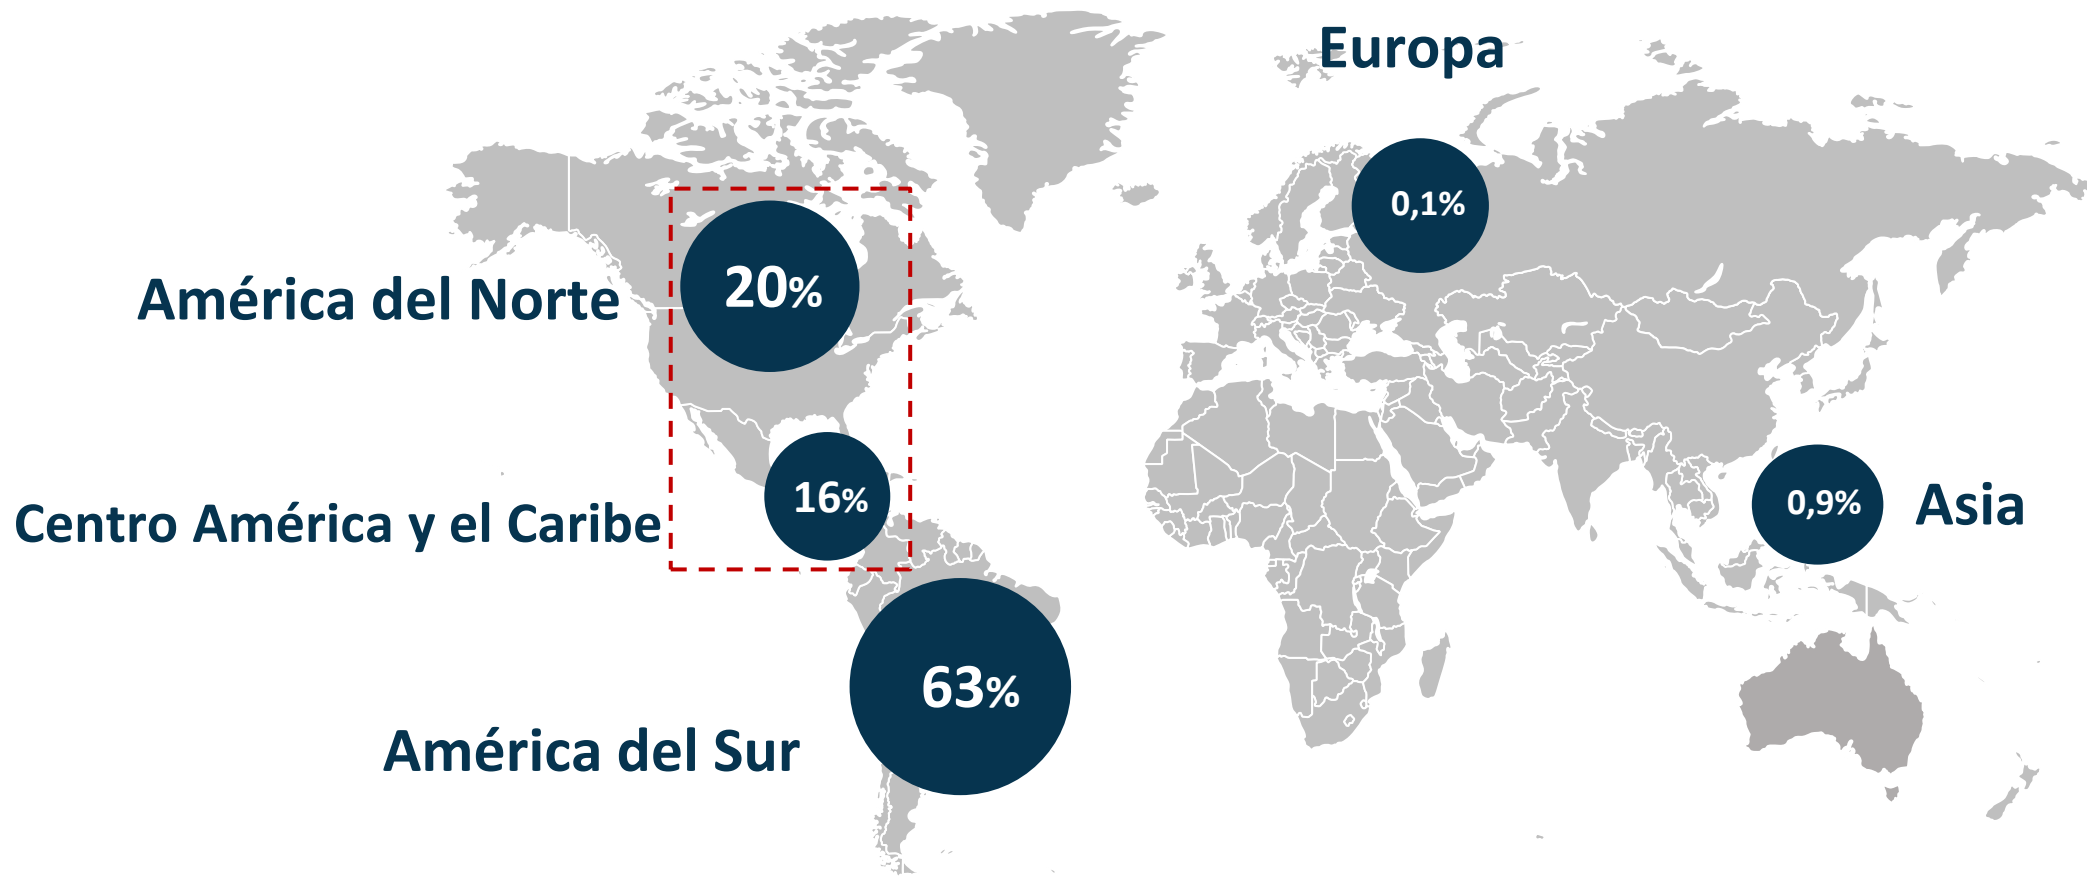 Europa
0,1%
América del Norte
20%
Centro América y el Caribe
16%
0,9%
Asia
63%
América del Sur